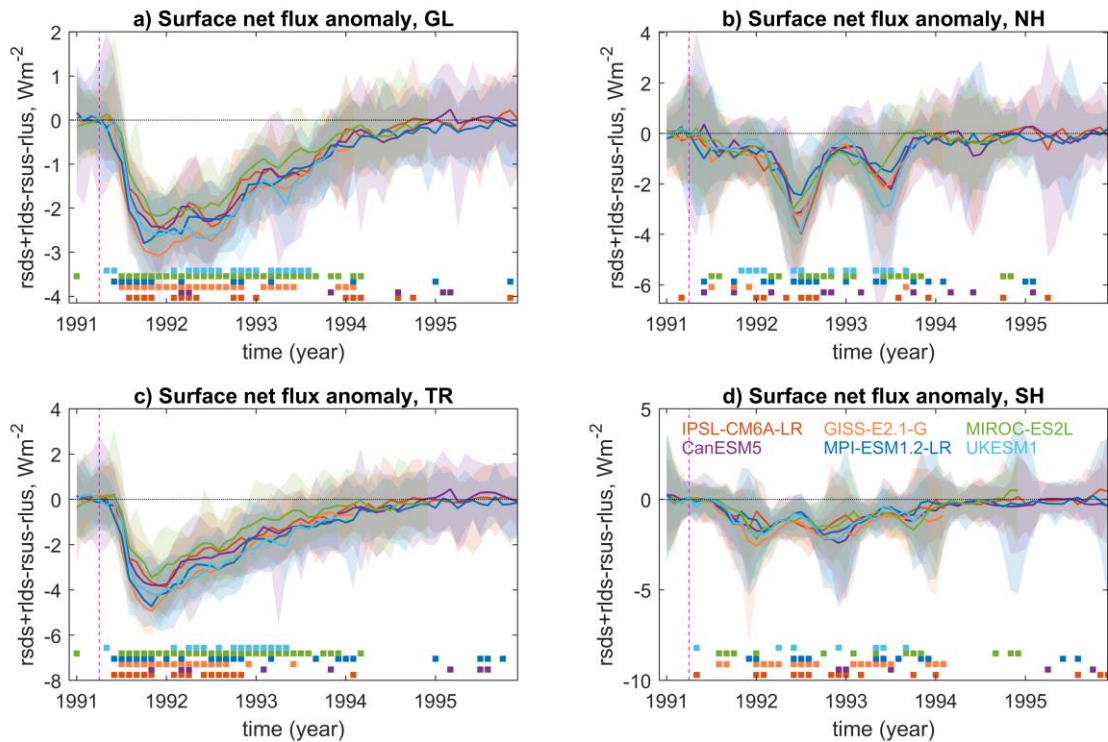 a) Surface net flux anomaly, GL
rsds+rlds-rsus-rlus, Wm-2
2
1
0
-1
-2
-3
-4
1991 1992 1993 1994 1995
time (year)
b) Surface net flux anomaly, NH
rsds+rlds-rsus-rlus, Wm-2
4
2
0
-2
-4
-6
1991 1992 1993 1994 1995
time (year)
c) Surface net flux anomaly, TR
rsds+rlds-rsus-rlus, Wm-2
4
2
0
-2
-4
-6
-8
1991 1992 1993 1994 1995
time (year)
d) Surface net flux anomaly, SH
rsds+rlds-rsus-rlus, Wm-2
5
IPSL-CM6A-LR GISS-E2.1-G MIROC-ES2L
CanESM5 MPI-ESM1.2-LR UKESM1
0
-5
-10
1991 1992 1993 1994 1995
time (year)